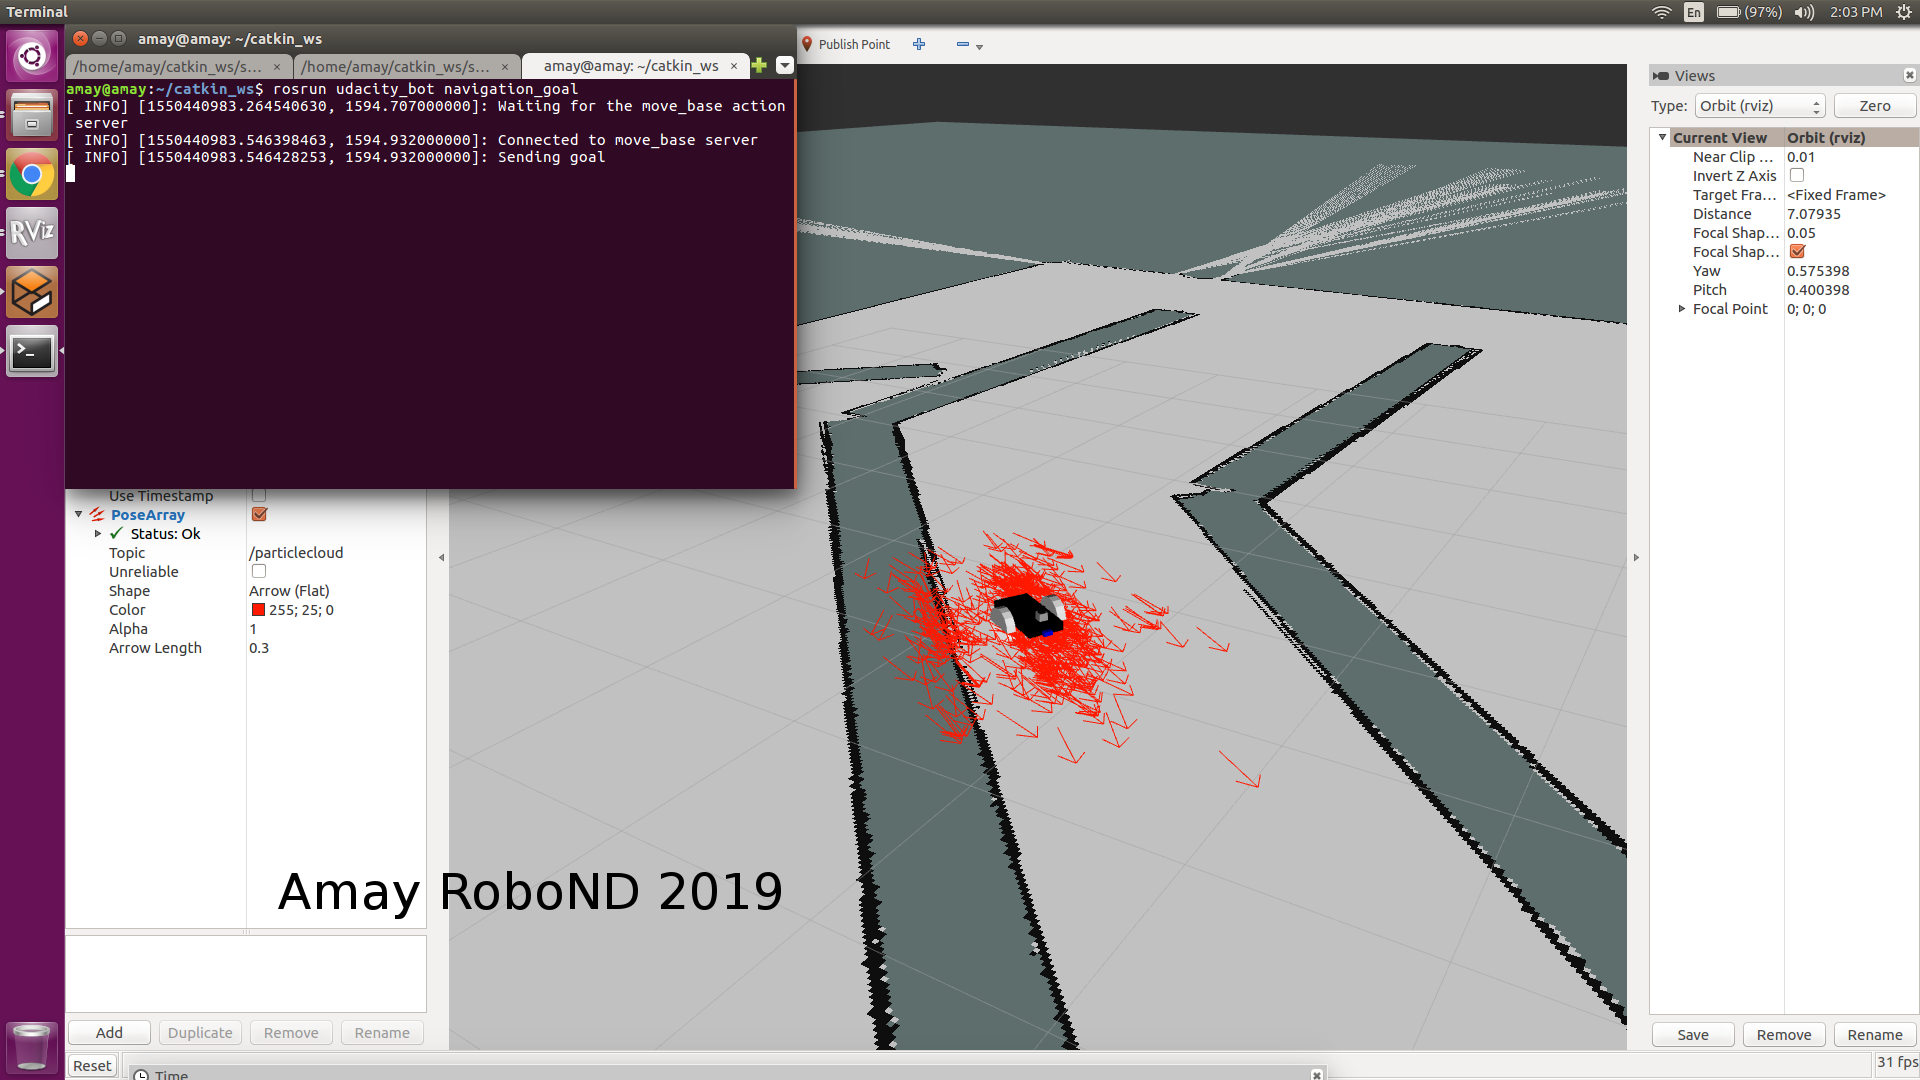 Terminal
En
(97%)
2:03 PM
amay@amay: ~/catkin_ws
/home/amay/catkin_ws/s... × /home/amay/catkin_ws/s... × amay@amay: ~/catkin_ws ×
amay@amay:~/catkin_ws$ rosrun udacity_bot navigation_goal
[ INFO] [1550440983.264540630, 1594.707000000]: Waiting for the move_base action
server
[ INFO] [1550440983.546398463, 1594.932000000]: Connected to move_base server
[ INFO] [1550440983.546428253, 1594.932000000]: Sending goal
RViz
Publish Point
Use Timestamp
PoseArray
Status: Ok
Topic /particlecloud
Unreliable
Shape Arrow (Flat)
Color 255; 25; 0
Alpha 1
Arrow Length 0.3
Amay RoboND 2019
Add Duplicate Remove Rename
Reset
Time
Views
Type: Orbit (rviz) Zero
Current View Orbit (rviz)
Near Clip ... 0.01
Invert Z Axis
Target Fra... <Fixed Frame>
Distance 7.07935
Focal Shap... 0.05
Focal Shap...
Yaw 0.575398
Pitch 0.400398
Focal Point 0; 0; 0
Save Remove Rename
31 fps